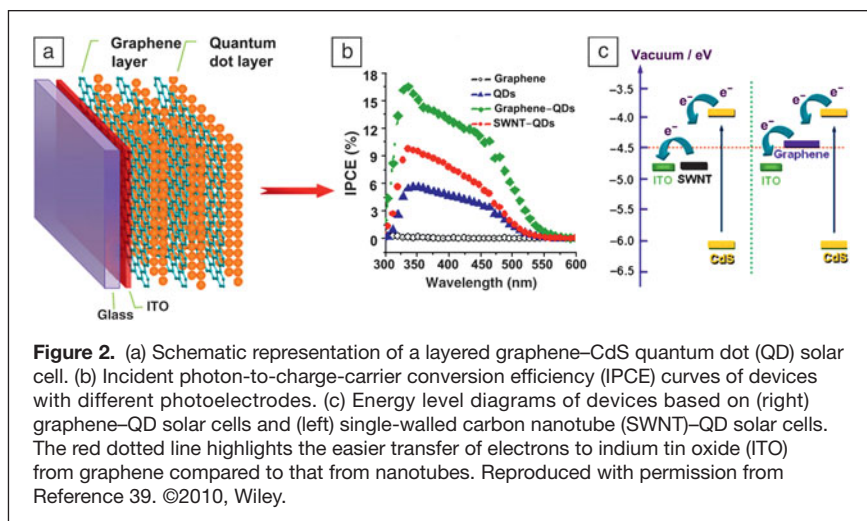 a
Graphene
layer
Quantum
dot layer
Glass
ITO
b
IPCE (%)
18
15
12
9
6
3
0
Graphene
QDs
Graphene–QDs
SWNT–QDs
300 350 400 450 500 550 600
Wavelength (nm)
c
Vacuum / eV
−3.5
−4.0
−4.5
−5.0
−6.0
−6.5
e−
e−
e−
e−
ITO
SWNT
CdS
ITO
Graphene
CdS
Figure 2. (a) Schematic representation of a layered graphene–CdS quantum dot (QD) solar
cell. (b) Incident photon-to-charge-carrier conversion efficiency (IPCE) curves of devices
with different photoelectrodes. (c) Energy level diagrams of devices based on (right)
graphene–QD solar cells and (left) single-walled carbon nanotube (SWNT)–QD solar cells.
The red dotted line highlights the easier transfer of electrons to indium tin oxide (ITO)
from graphene compared to that from nanotubes. Reproduced with permission from
Reference 39. ©2010, Wiley.